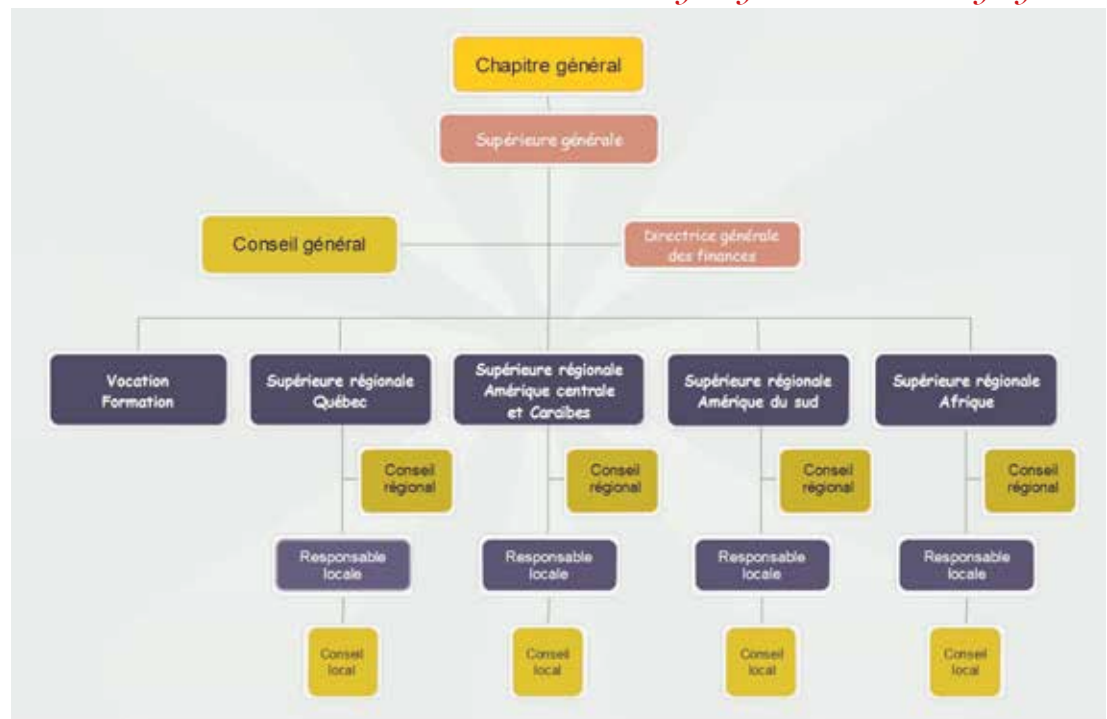 Chapitre général
Supérieure générale
Conseil général
Directrice générale
des finances
Vocation
Formation
Supérieure régionale
Québec
Supérieure régionale
Amérique centrale
et Caraïbes
Supérieure régionale
Amérique du sud
Supérieure régionale
Afrique
Conseil
régional
Conseil
régional
Conseil
régional
Conseil
régional
Responsable
locale
Responsable
locale
Responsable
locale
Responsable
locale
Conseil
local
Conseil
local
Conseil
local
Conseil
local